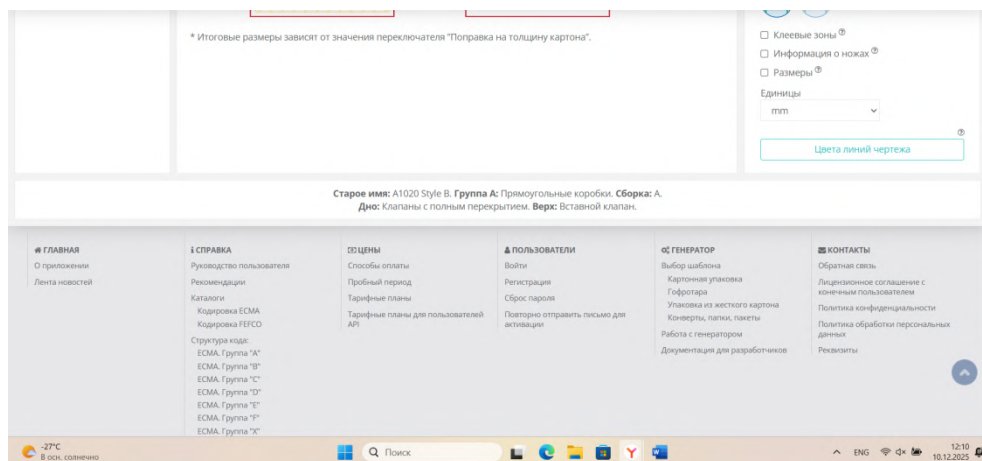 * Итоговые размеры зависят от значения переключателя "Поправка на толщину картона".
Клеевые зоны
Информация о ножах
Размеры
Единицы
mm
Цвета линий чертежа
Старое имя: A1020 Style B. Группа A: Прямоугольные коробки. Сборка: A.
Дно: Клапаны с полным перекрытием. Верх: Вставной клапан.
ГЛАВНАЯ
О приложении
Лента новостей
СПРАВКА
Руководство пользователя
Рекомендации
Каталоги
Кодировка ECMA
Кодировка FEFCO
Структура кода:
ECMA. Группа "A"
ECMA. Группа "B"
ECMA. Группа "C"
ECMA. Группа "D"
ECMA. Группа "E"
ECMA. Группа "F"
ECMA. Группа "X"
ЦЕНЫ
Способы оплаты
Пробный период
Тарифные планы
Тарифные планы для пользователей
API
ПОЛЬЗОВАТЕЛИ
Войти
Регистрация
Сброс пароля
Повторно отправить письмо для
активации
ГЕНЕРАТОР
Выбор шаблона
Картонная упаковка
Гофротара
Упаковка из жесткого картона
Конверты, папки, пакеты
Работа с генератором
Документация для разработчиков
КОНТАКТЫ
Обратная связь
Лицензионное соглашение с
конечным пользователем
Политика конфиденциальности
Политика обработки персональных
данных
Реквизиты
-27°C
В осн. солнечно
Поиск
ENG
12:10
10.12.2025